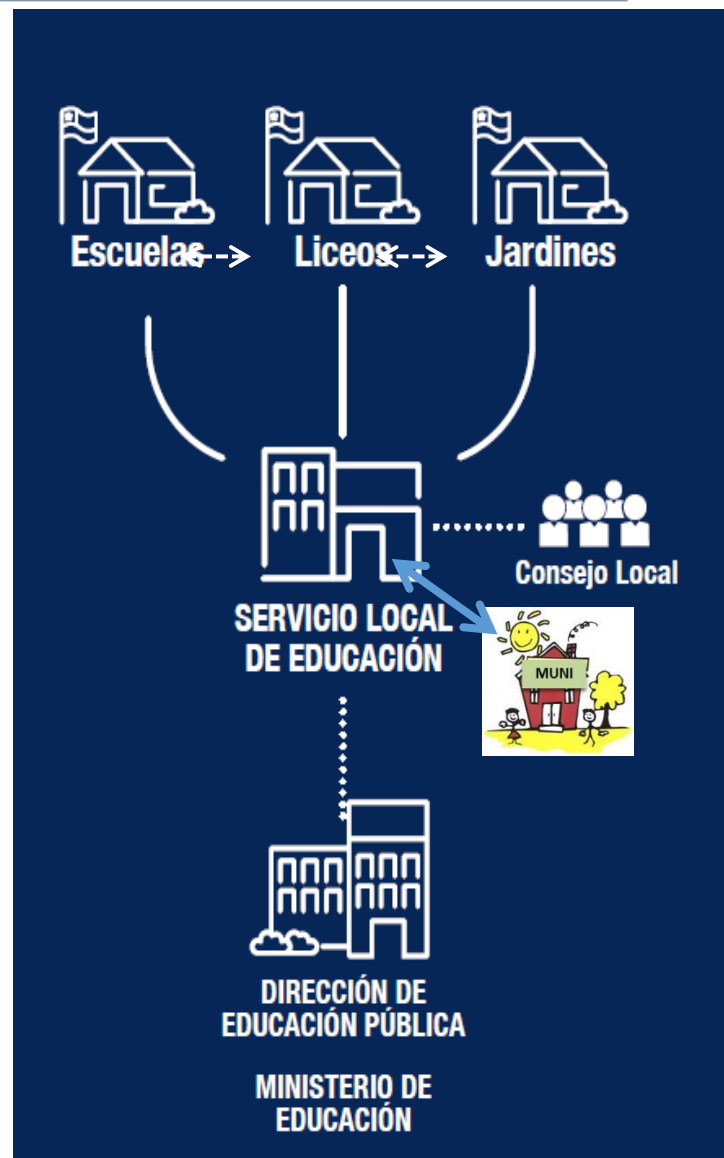 Escuelas
Liceos
Jardines
Consejo Local
SERVICIO LOCAL
DE EDUCACIÓN
MUNI
DIRECCIÓN DE
EDUCACIÓN PÚBLICA
MINISTERIO DE
EDUCACIÓN